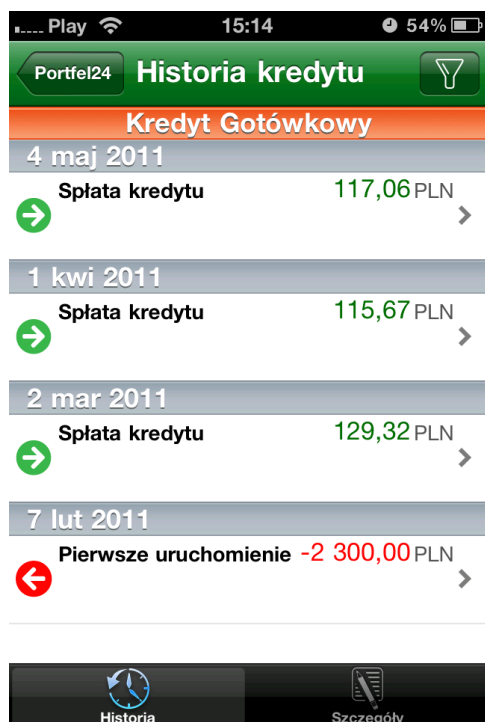 Play 15:14 54%
Portfel24 Historia kredytu
Kredyt Gotówkowy
4 maj 2011
Spłata kredytu 117,06 PLN
1 kwi 2011
Spłata kredytu 115,67 PLN
2 mar 2011
Spłata kredytu 129,32 PLN
7 lut 2011
Pierwsze uruchomienie -2 300,00 PLN
Historia Szczegóły